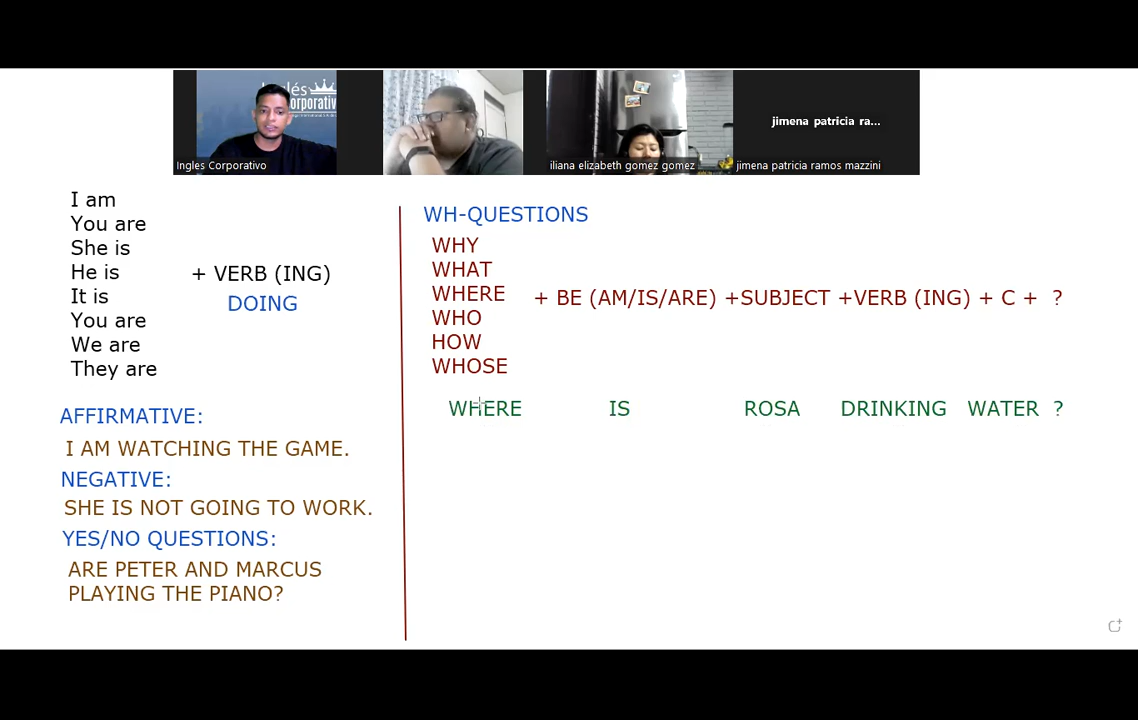 Inglés
Corporativo
Ingles Corporativo
iliana elizabeth gomez gomez
jimena patricia ra...
jimena patricia ramos mazzini
I am
You are
She is
He is
It is
You are
We are
They are
+ VERB (ING)
DOING
AFFIRMATIVE:
I AM WATCHING THE GAME.
NEGATIVE:
SHE IS NOT GOING TO WORK.
YES/NO QUESTIONS:
ARE PETER AND MARCUS
PLAYING THE PIANO?
WH-QUESTIONS
WHY
WHAT
WHERE
WHO
HOW
WHOSE
+ BE (AM/IS/ARE) +SUBJECT +VERB (ING) + C + ?
WHERE IS ROSA DRINKING WATER ?